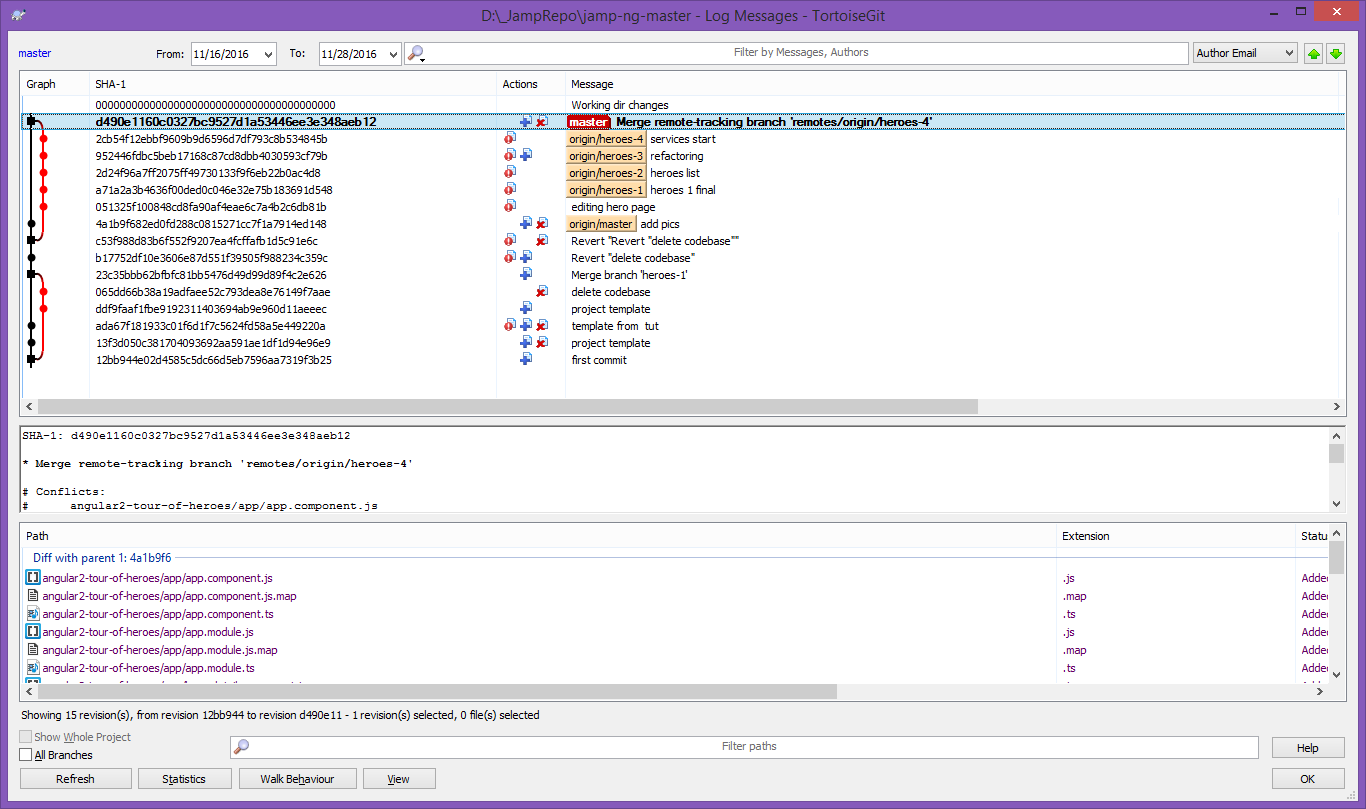 D:\_JampRepo\jamp-ng-master - Log Messages - TortoiseGit
master From: 11/16/2016 To: 11/28/2016 Filter by Messages, Authors Author Email
Graph SHA-1 Actions Message
0000000000000000000000000000000000000000 Working dir changes
d490e1160c0327bc9527d1a53446ee3e348aeb12 master Merge remote-tracking branch 'remotes/origin/heroes-4'
2cb54f12ebbf9609b9d6596d7df793c8b534845b origin/heroes-4 services start
952446fdbc5beb17168c87cd8dbb4030593cf79b origin/heroes-3 refactoring
2d24f96a7ff2075ff49730133f9f6eb22b0ac4d8 origin/heroes-2 heroes list
a71a2a3b4636f00ded0c046e32e75b183691d548 origin/heroes-1 heroes 1 final
051325f100848cd8fa90af4eae6c7a4b2c6db81b editing hero page
4a1b9f682ed0fd288c0815271cc7f1a7914ed148 origin/master add pics
c53f988d83b6f552f9207ea4fcffafb1d5c91e6c Revert "Revert "delete codebase""
b17752df10e3606e87d551f39505f988234c359c Revert "delete codebase"
23c35bbb62bfbfc81bb5476d49d99d89f4c2e626 Merge branch 'heroes-1'
065dd66b38a19adfaee52c793dea8e76149f7aae delete codebase
ddf9faaf1fbe9192311403694ab9e960d11aeeec project template
ada67f181933c01f6d1f7c5624fd58a5e449220a template from tut
13f3d050c381704093692aa591ae1df1d94e96e9 project template
12bb944e02d4585c5dc66d5eb7596aa7319f3b25 first commit
SHA-1: d490e1160c0327bc9527d1a53446ee3e348aeb12
* Merge remote-tracking branch 'remotes/origin/heroes-4'
# Conflicts:
# angular2-tour-of-heroes/app/app.component.js
Path Extension Statu
Diff with parent 1: 4a1b9f6
angular2-tour-of-heroes/app/app.component.js .js Added
angular2-tour-of-heroes/app/app.component.js.map .map Added
angular2-tour-of-heroes/app/app.component.ts .ts Added
angular2-tour-of-heroes/app/app.module.js .js Added
angular2-tour-of-heroes/app/app.module.js.map .map Added
angular2-tour-of-heroes/app/app.module.ts .ts Added
Showing 15 revision(s), from revision 12bb944 to revision d490e11 - 1 revision(s) selected, 0 file(s) selected
Show Whole Project
All Branches Filter paths Help
Refresh Statistics Walk Behaviour View OK